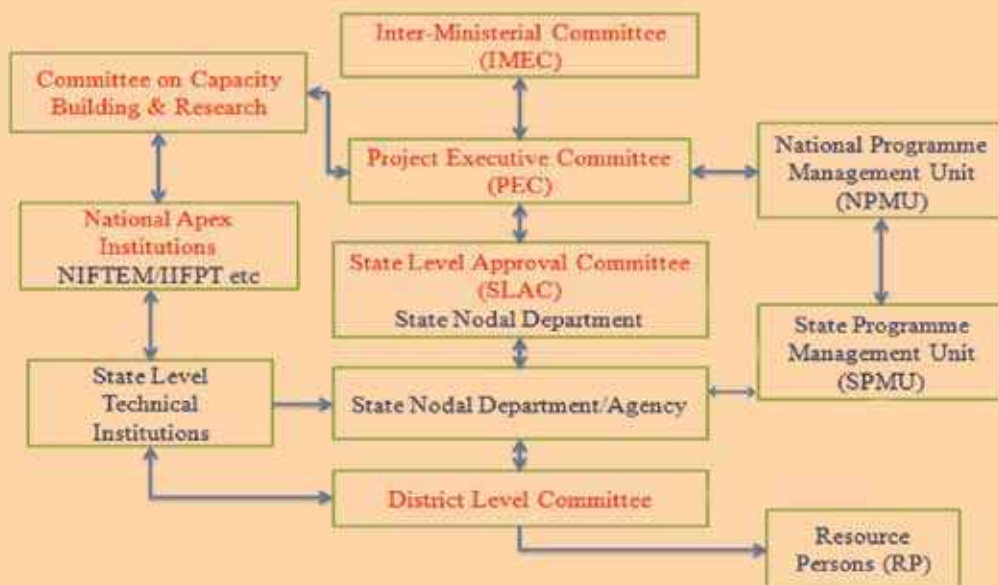 Inter-Ministerial Committee
(IMEC)
Committee on Capacity
Building & Research
Project Executive Committee
(PEC)
National Programme
Management Unit
(NPMU)
National Apex
Institutions
NIFTEM/IIFPT etc
State Level Approval Committee
(SLAC)
State Nodal Department
State Programme
Management Unit
(SPMU)
State Level
Technical
Institutions
State Nodal Department/Agency
District Level Committee
Resource
Persons (RP)